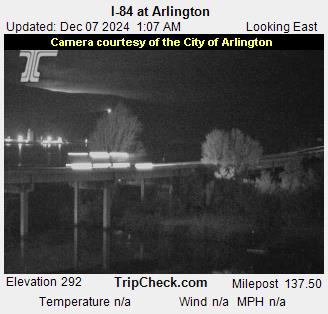 I-84 at Arlington
Updated: Dec 07 2024 1:07 AM Looking East
Camera courtesy of the City of Arlington
Elevation 292 TripCheck.com Milepost 137.50
Temperature n/a Wind n/a MPH n/a